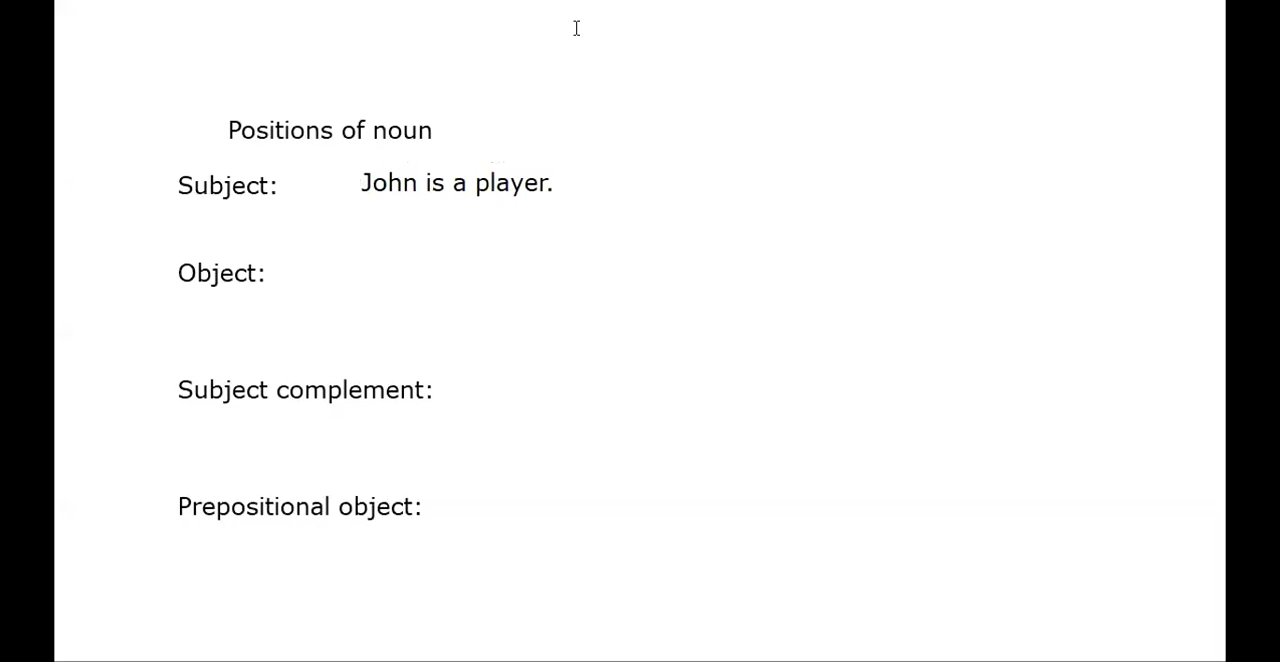 Positions of noun
Subject: John is a player.
Object:
Subject complement:
Prepositional object: